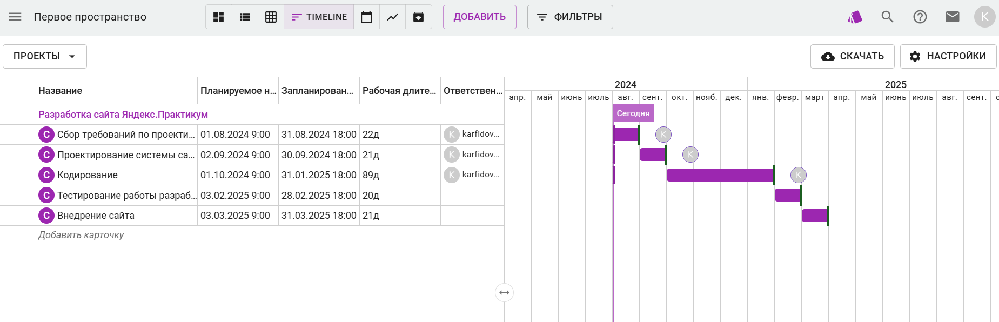 Первое пространство TIMELINE ДОБАВИТЬ ФИЛЬТРЫ K
ПРОЕКТЫ СКАЧАТЬ НАСТРОЙКИ
2024 2025
Название Планируемое н... Запланирован... Рабочая длите... Ответствен...
апр. май июнь июль авг. сент. окт. нояб. дек. янв. февр. март апр. май июнь июль авг. сент.
Разработка сайта Яндекс.Практикум Сегодня
С Сбор требований по проекти... 01.08.2024 9:00 31.08.2024 18:00 22д K karfidov... K
С Проектирование системы са... 02.09.2024 9:00 30.09.2024 18:00 21д K karfidov... K
С Кодирование 01.10.2024 9:00 31.01.2025 18:00 89д K karfidov... K
С Тестирование работы разраб... 03.02.2025 9:00 28.02.2025 18:00 20д
С Внедрение сайта 03.03.2025 9:00 31.03.2025 18:00 21д
Добавить карточку